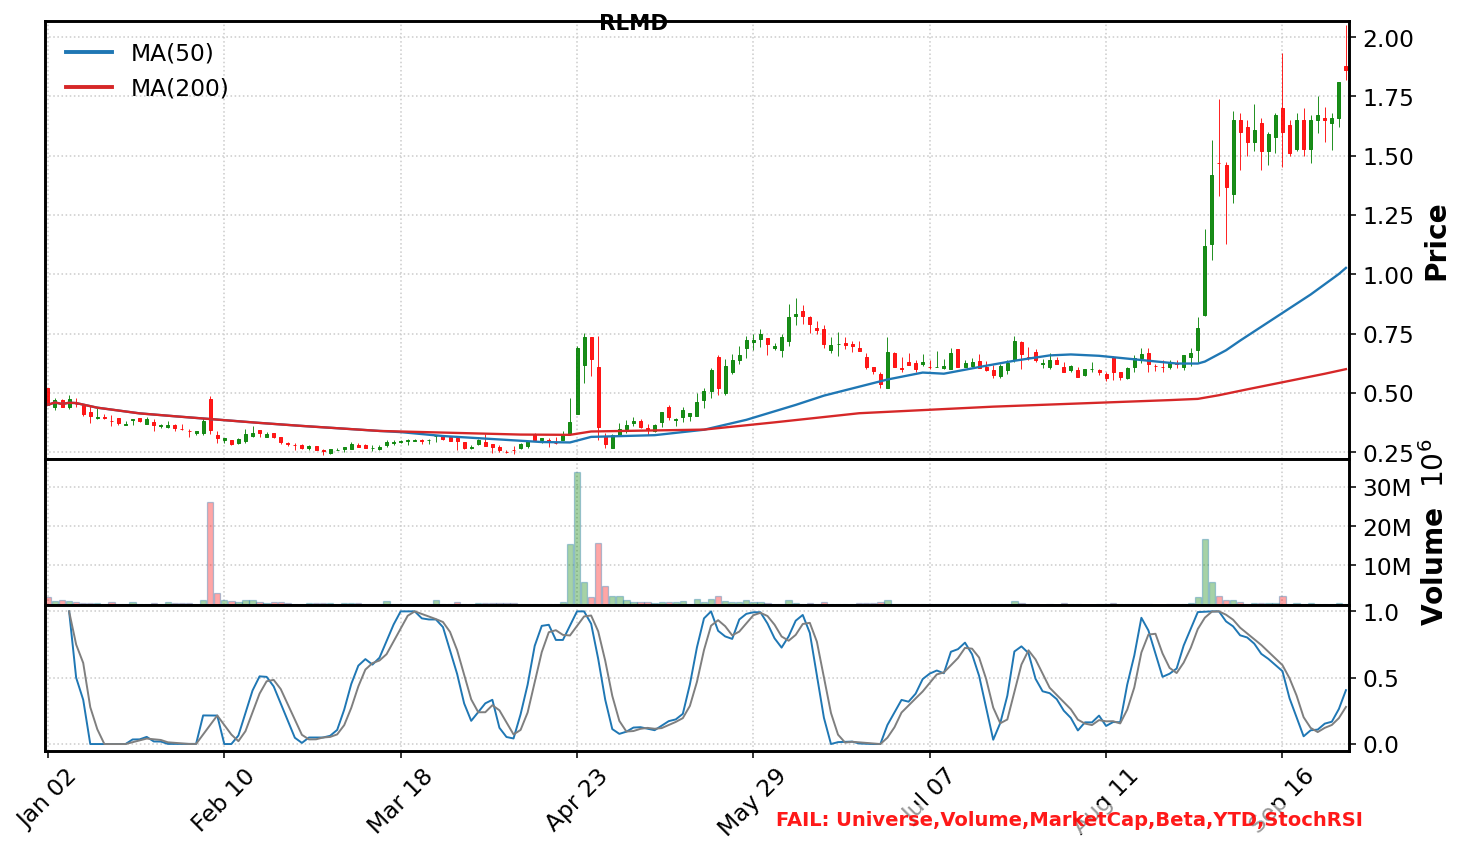 RLMD
MA(50)
MA(200)
2.00
1.75
1.50
1.25
1.00
0.75
0.50
0.25
Price
10^6
30M
20M
10M
Volume
1.0
0.5
0.0
Jan 02
Feb 10
Mar 18
Apr 23
May 29
Jul 07
Aug 11
Sep 16
FAIL: Universe,Volume,MarketCap,Beta,YTD,StochRSI